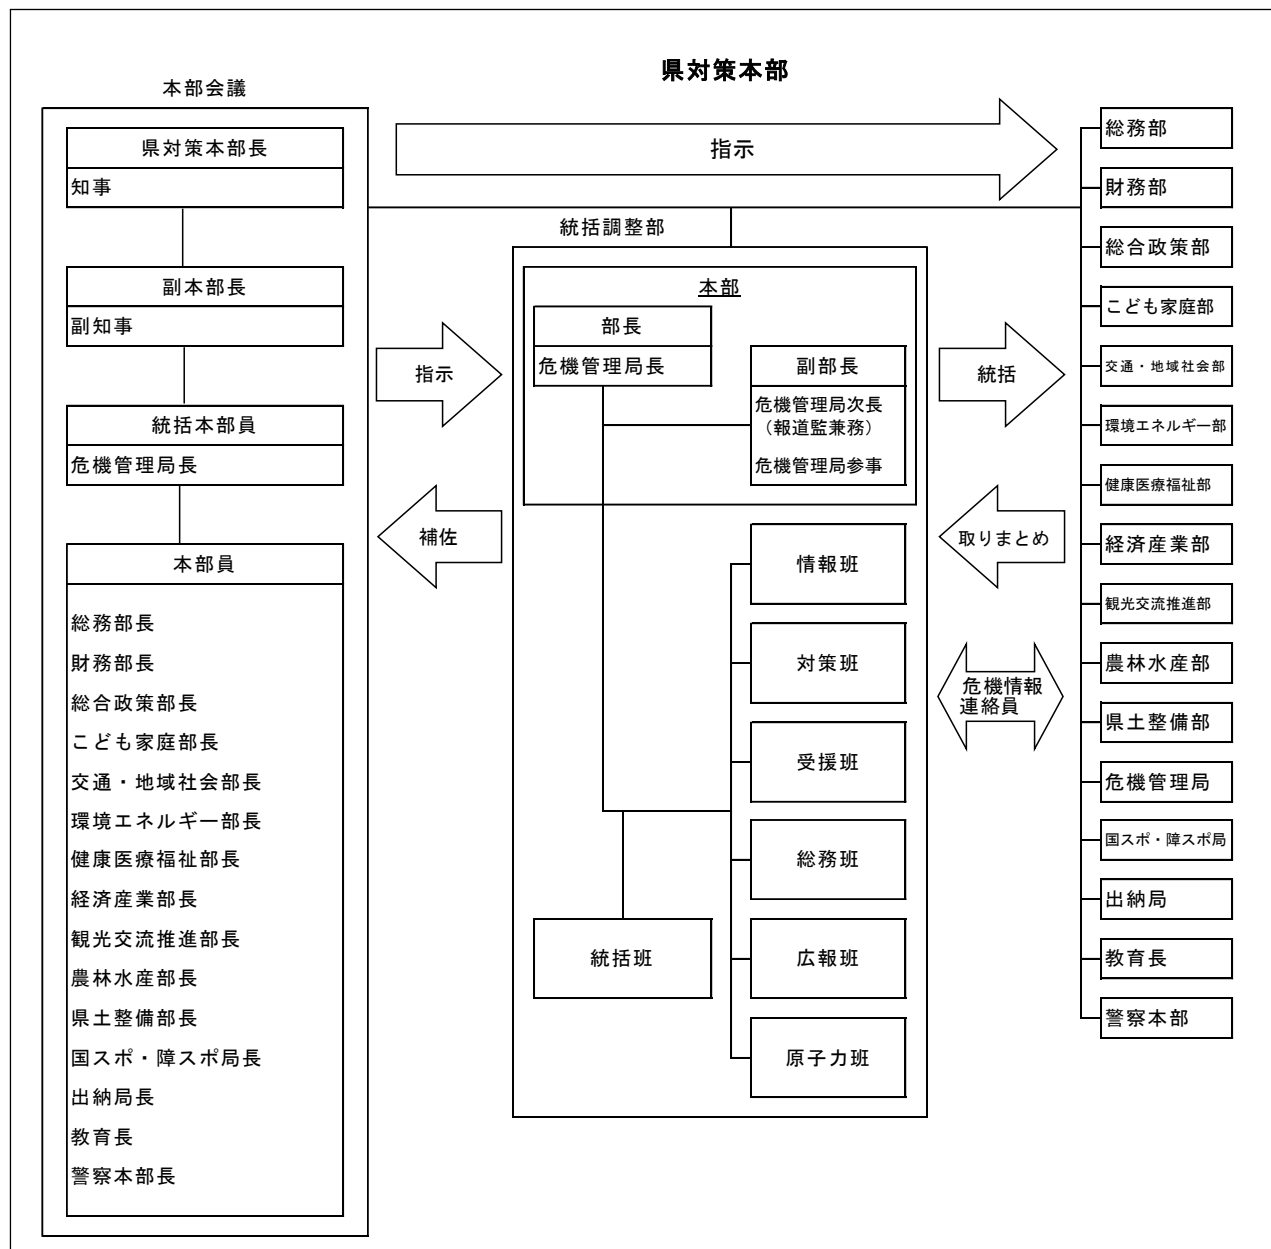 県対策本部
本部会議
県対策本部長
知事
副本部長
副知事
統括本部員
危機管理局長
本部員
総務部長
財務部長
総合政策部長
こども家庭部長
交通・地域社会部長
環境エネルギー部長
健康医療福祉部長
経済産業部長
観光交流推進部長
農林水産部長
県土整備部長
国スポ・障スポ局長
出納局長
教育長
警察本部長
指示
指示
補佐
統括調整部
本部
部長
危機管理局長
副部長
危機管理局次長
（報道監兼務）
危機管理局参事
情報班
対策班
受援班
総務班
広報班
原子力班
統括班
統括
取りまとめ
危機情報
連絡員
総務部
財務部
総合政策部
こども家庭部
交通・地域社会部
環境エネルギー部
健康医療福祉部
経済産業部
観光交流推進部
農林水産部
県土整備部
危機管理局
国スポ・障スポ局
出納局
教育長
警察本部